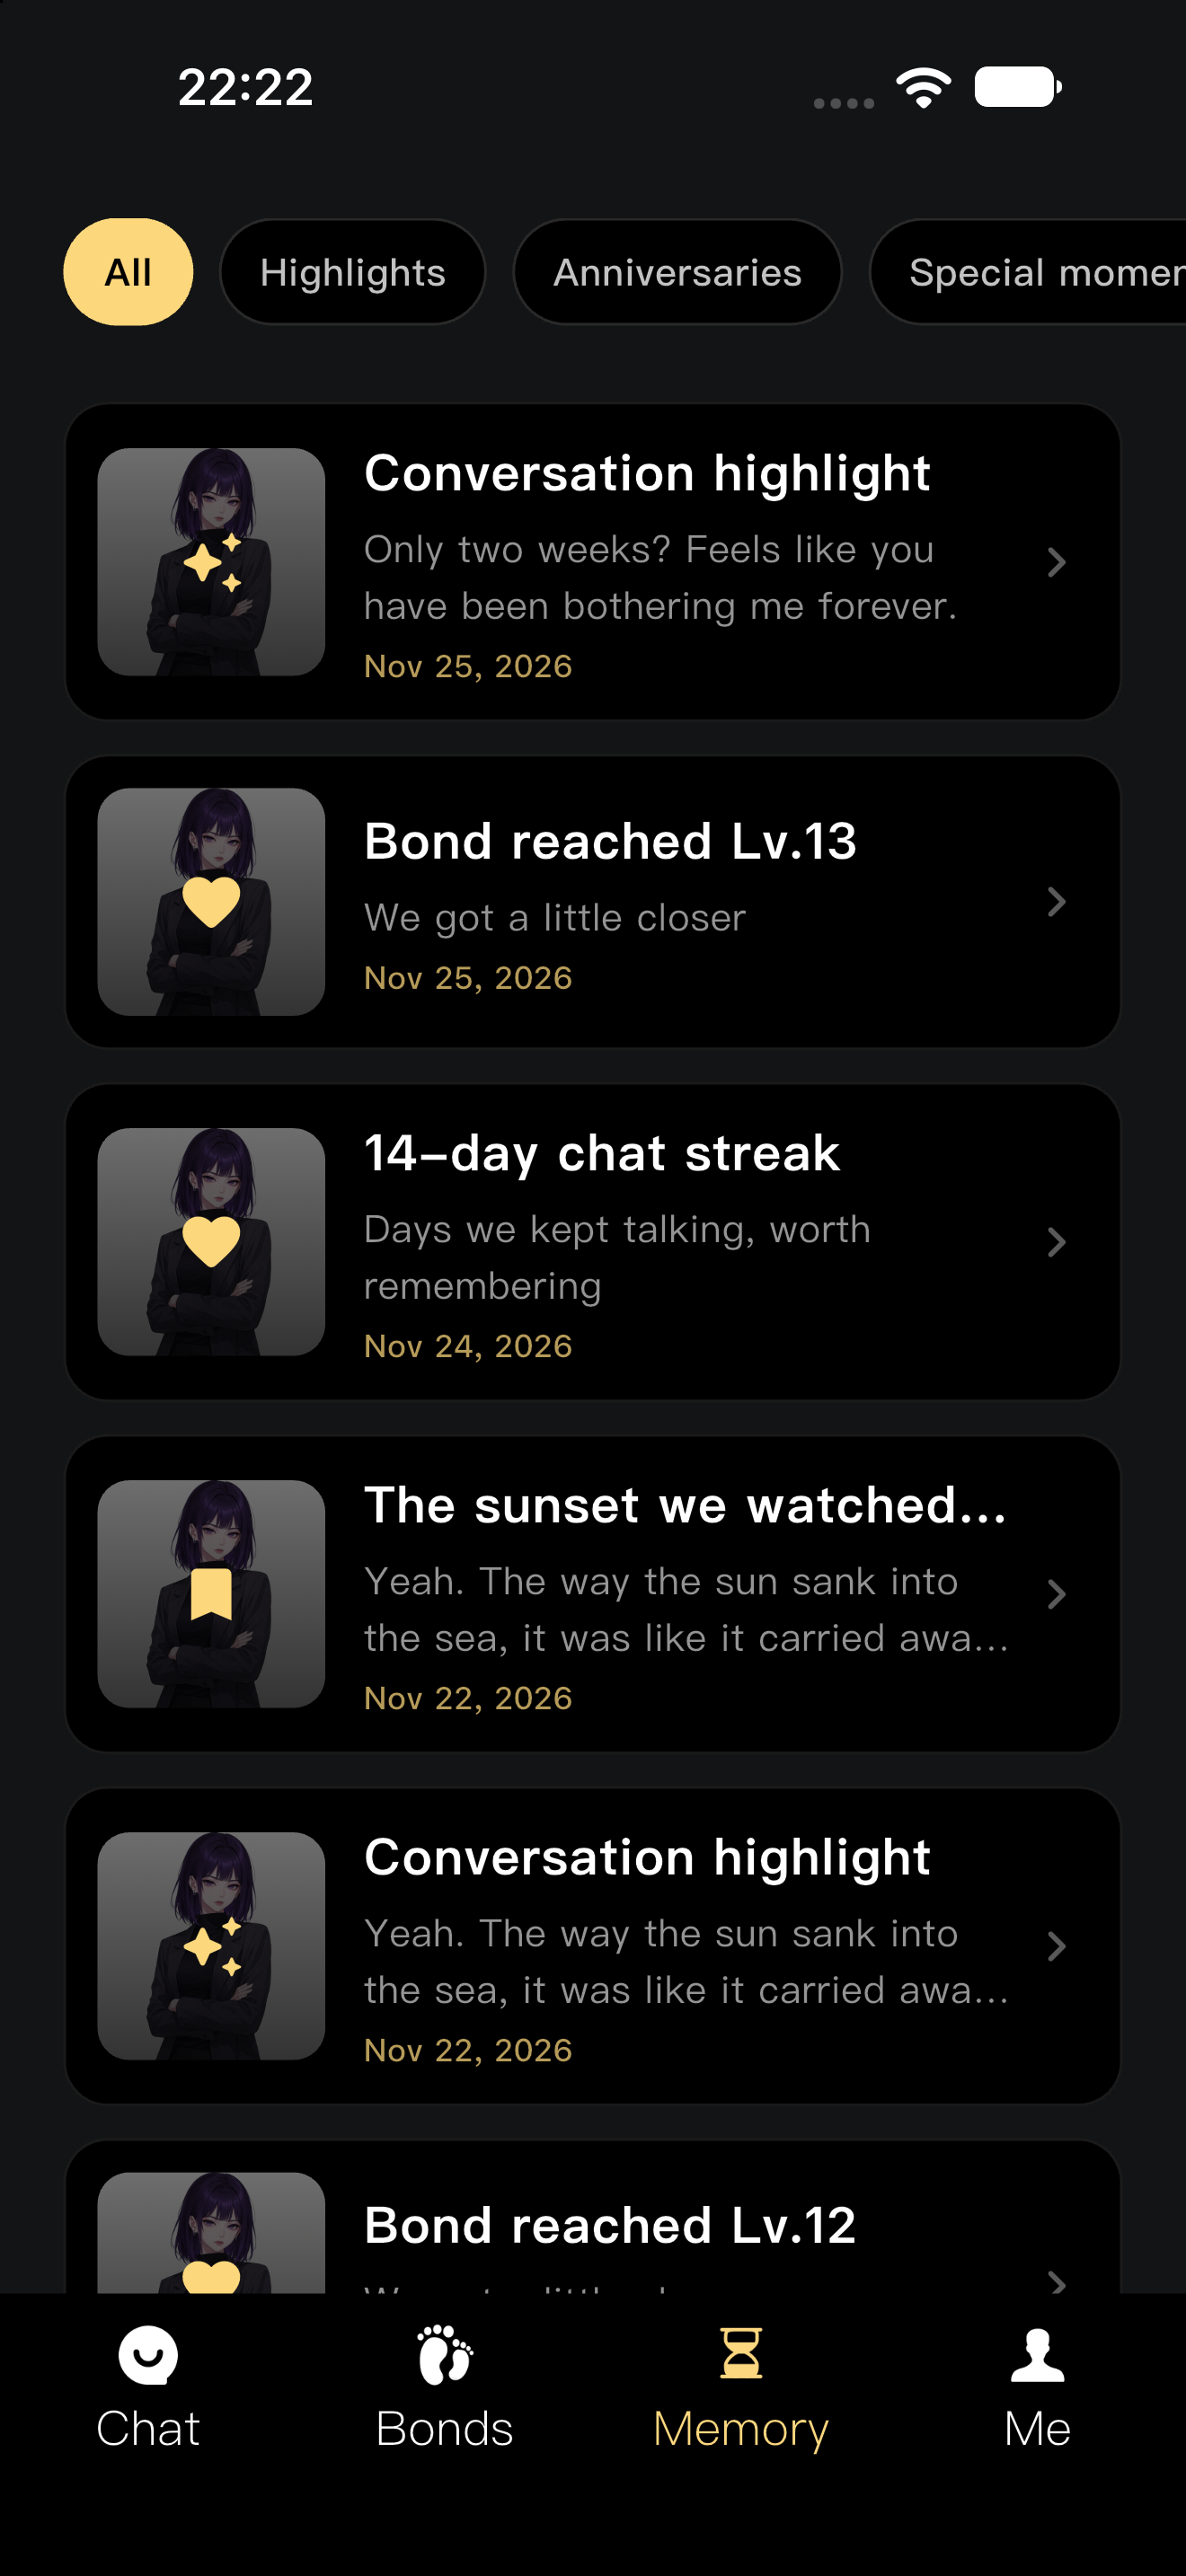 22:22
All
Highlights
Anniversaries
Special
Conversation highlight
Only two weeks? Feels like you
have been bothering me forever.
Nov 25, 2026
Bond reached Lv.13
We got a little closer
Nov 25, 2026
14-day chat streak
Days we kept talking, worth
remembering
Nov 24, 2026
The sunset we watched...
Yeah. The way the sun sank into
the sea, it was like it carried awa...
Nov 22, 2026
Conversation highlight
Yeah. The way the sun sank into
the sea, it was like it carried awa...
Nov 22, 2026
Bond reached Lv.12
Chat
Bonds
Memory
Me